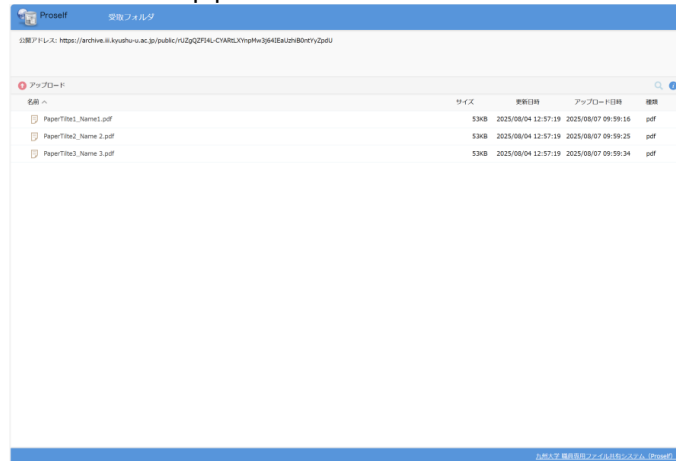 Proself 受取フォルダ
公開アドレス: https://archive.iii.kyushu-u.ac.jp/public/rUZgQZFI4L-CYARtLXYnpMw3J64IEaUzhiB0ntYyZpdU
アップロード
名前 サイズ 更新日時 アップロード日時 種類
PaperTilte1_Name1.pdf 53KB 2025/08/04 12:57:19 2025/08/07 09:59:16 pdf
PaperTilte2_Name 2.pdf 53KB 2025/08/04 12:57:19 2025/08/07 09:59:25 pdf
PaperTilte3_Name 3.pdf 53KB 2025/08/04 12:57:19 2025/08/07 09:59:34 pdf
九州大学 職員専用ファイル共有システム (Proself)